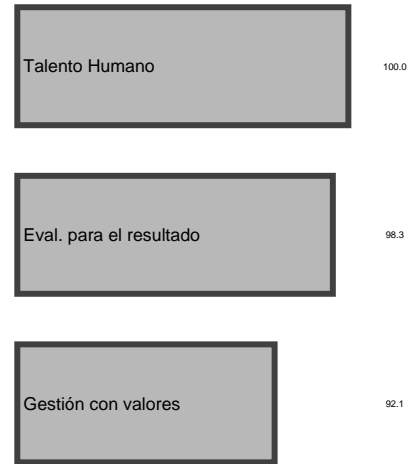 Talento Humano 100.0
Eval. para el resultado 98.3
Gestión con valores 92.1